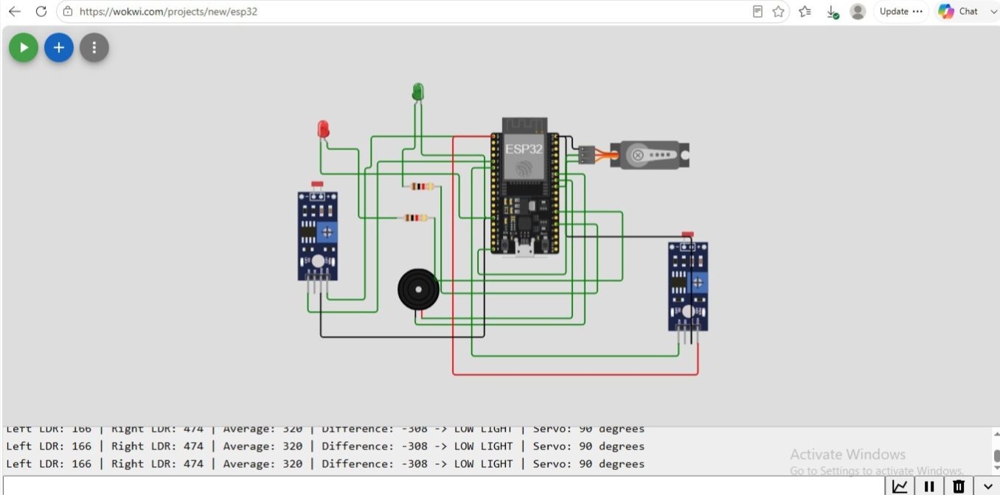 https://wokwi.com/projects/new/esp32
Update
Chat
ESP32
Left LDR: 166 | Right LDR: 474 | Average: 320 | Difference: -308 -> LOW LIGHT | Servo: 90 degrees
Left LDR: 166 | Right LDR: 474 | Average: 320 | Difference: -308 -> LOW LIGHT | Servo: 90 degrees
Left LDR: 166 | Right LDR: 474 | Average: 320 | Difference: -308 -> LOW LIGHT | Servo: 90 degrees
Activate Windows
Go to Settings to activate Windows.